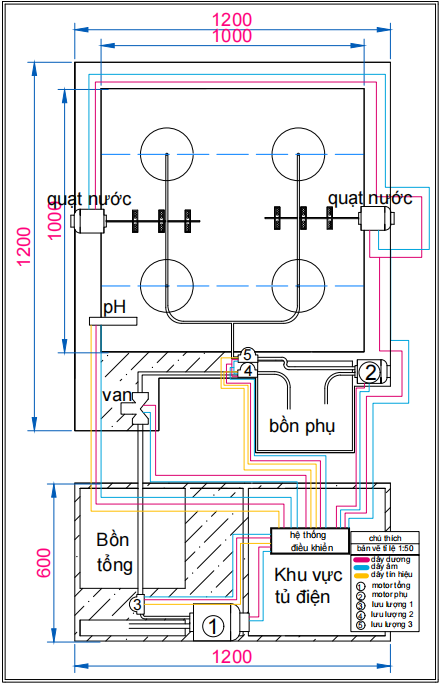 1200
1000
quạt nước
quạt nước
1000
1200
pH
5
4
2
van
bồn phụ
600
Bồn
tổng
hệ thống
điều khiển
Khu vực
tủ điện
3
1
chú thích
bản vẽ tỉ lệ 1:50
dây dương
dây âm
dây tín hiệu
1 motor tổng
2 motor phụ
3 lưu lượng 1
4 lưu lượng 2
5 lưu lượng 3
1200